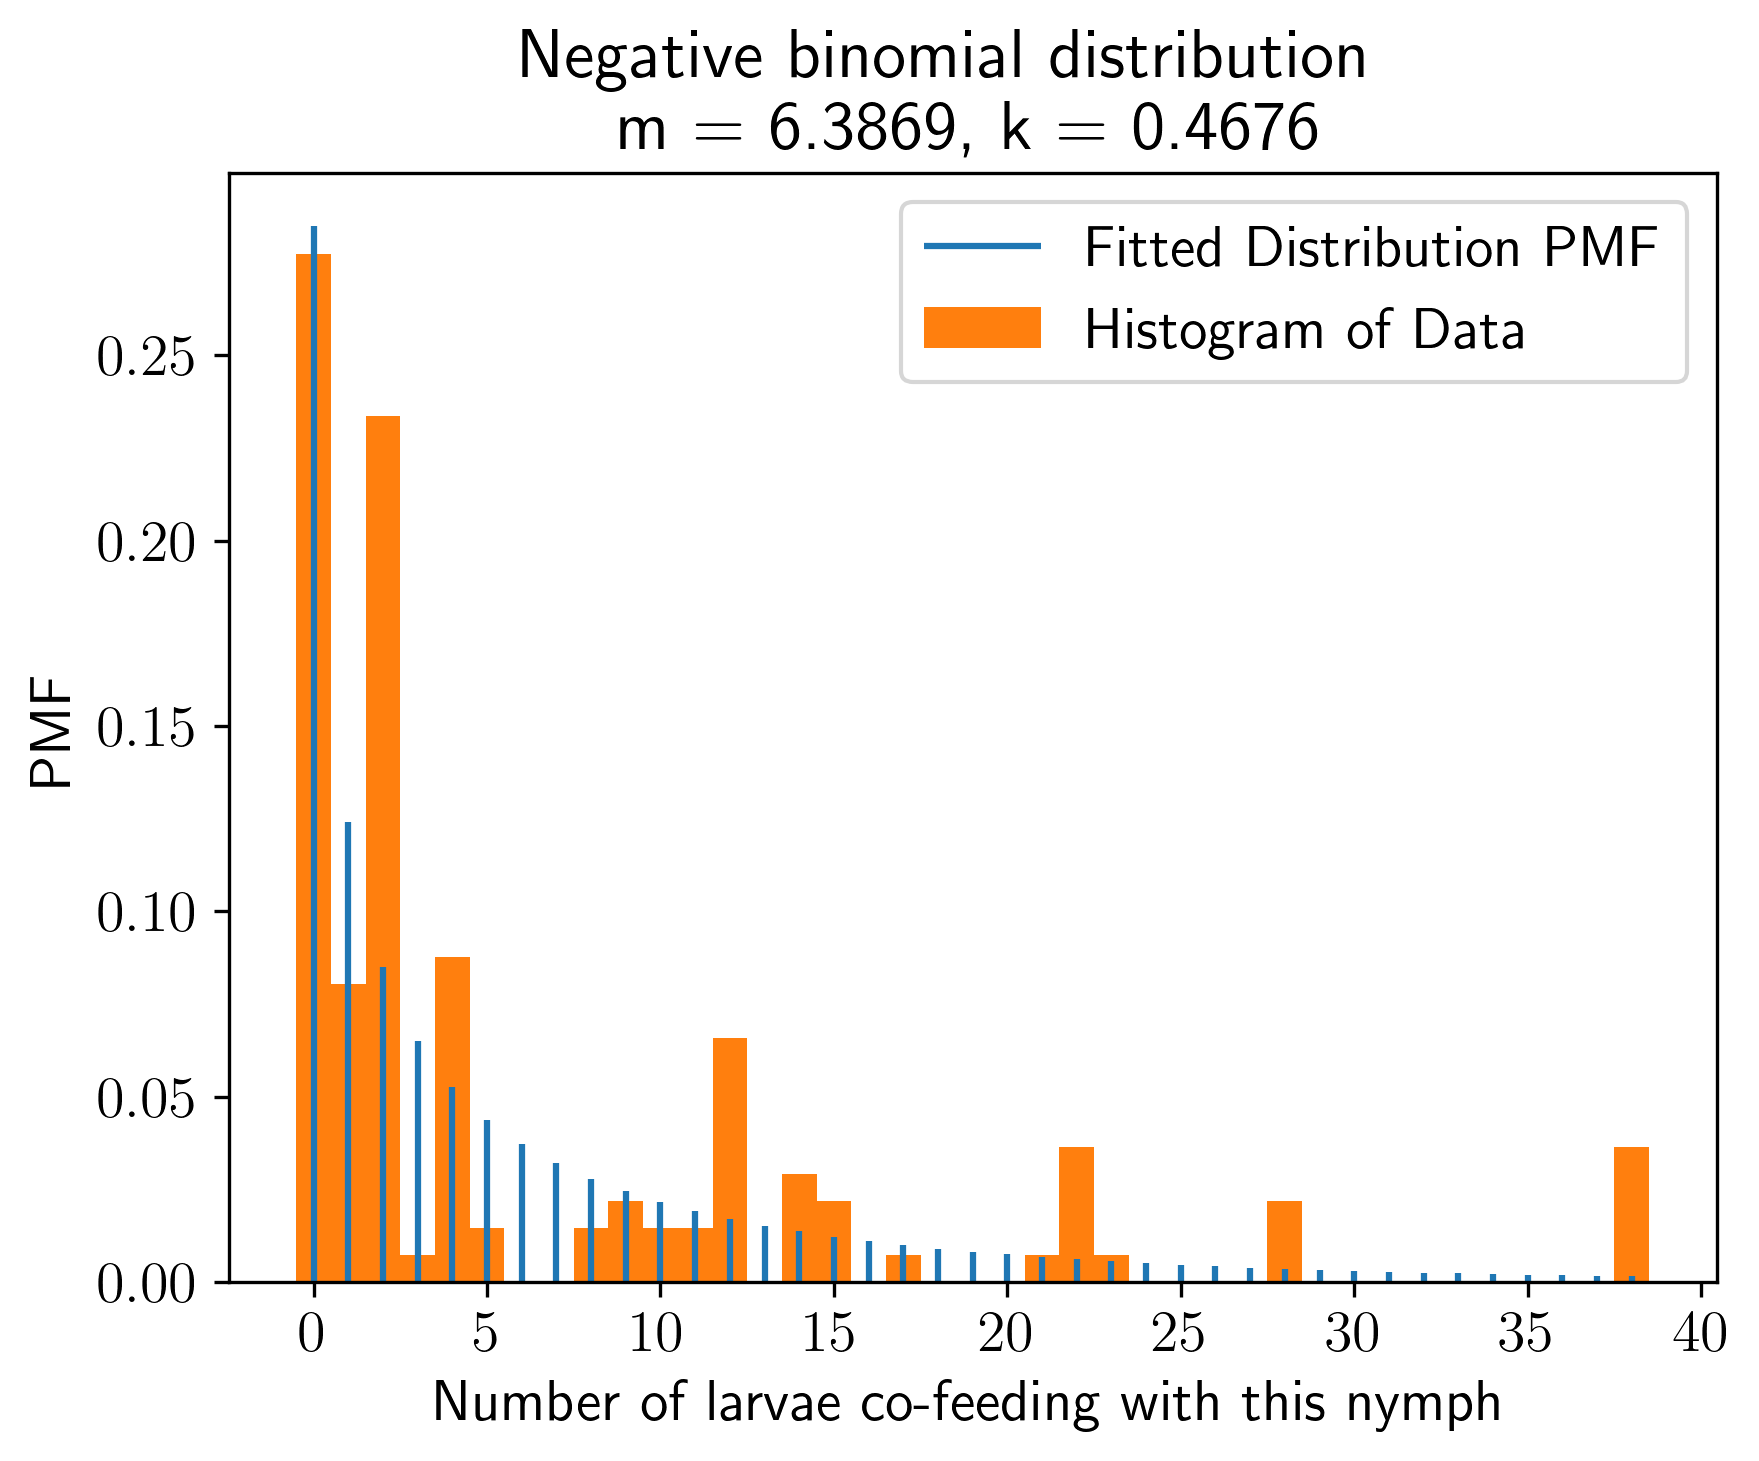 Negative binomial distribution
m = 6.3869, k = 0.4676
Fitted Distribution PMF
Histogram of Data
PMF
0.25
0.20
0.15
0.10
0.05
0.00
0 5 10 15 20 25 30 35 40
Number of larvae co-feeding with this nymph